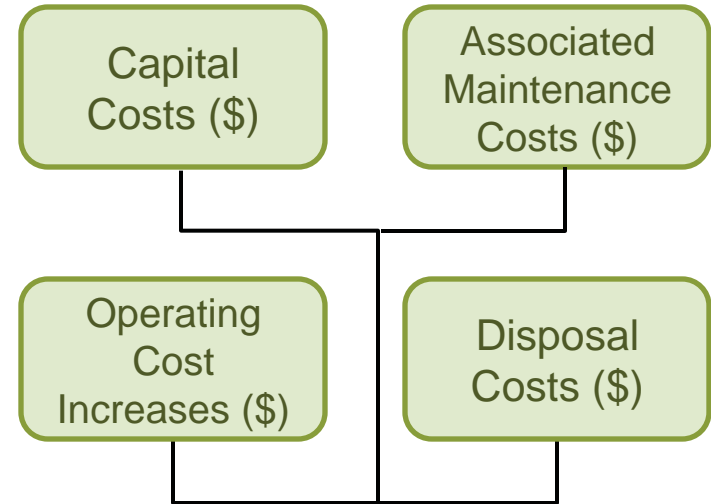 Capital
Costs ($)
Associated
Maintenance
Costs ($)
Operating
Cost
Increases ($)
Disposal
Costs ($)